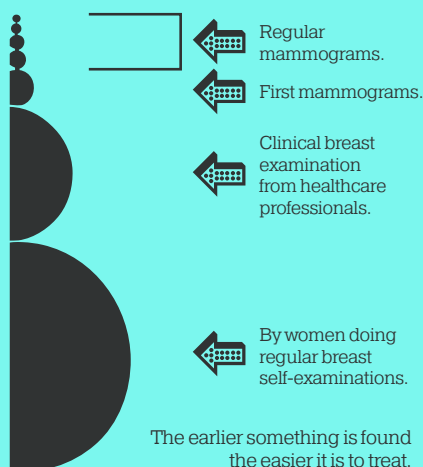 Regular
mammograms.
First mammograms.
Clinical breast
examination
from healthcare
professionals.
By women doing
regular breast
self-examinations.
The earlier something is found
the easier it is to treat.